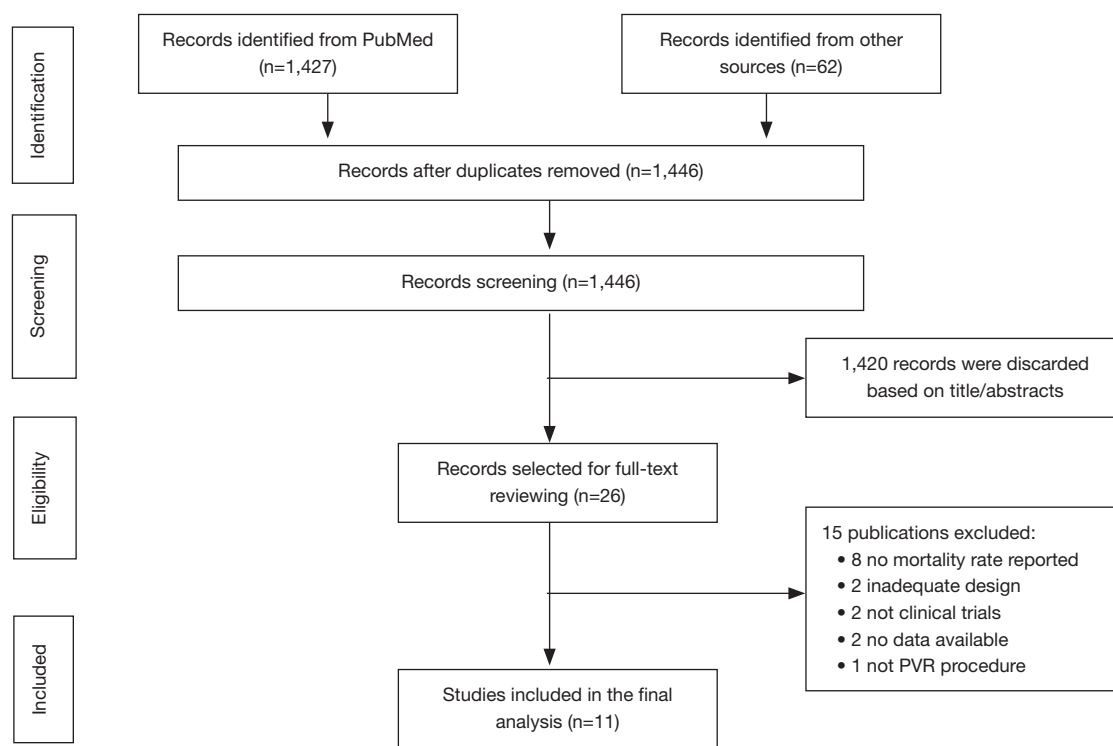 Identification
Records identified from PubMed
(n=1,427)
Records identified from other
sources (n=62)
Records after duplicates removed (n=1,446)
Screening
Records screening (n=1,446)
1,420 records were discarded
based on title/abstracts
Eligibility
Records selected for full-text
reviewing (n=26)
15 publications excluded:
• 8 no mortality rate reported
• 2 inadequate design
• 2 not clinical trials
• 2 no data available
• 1 not PVR procedure
Included
Studies included in the final
analysis (n=11)